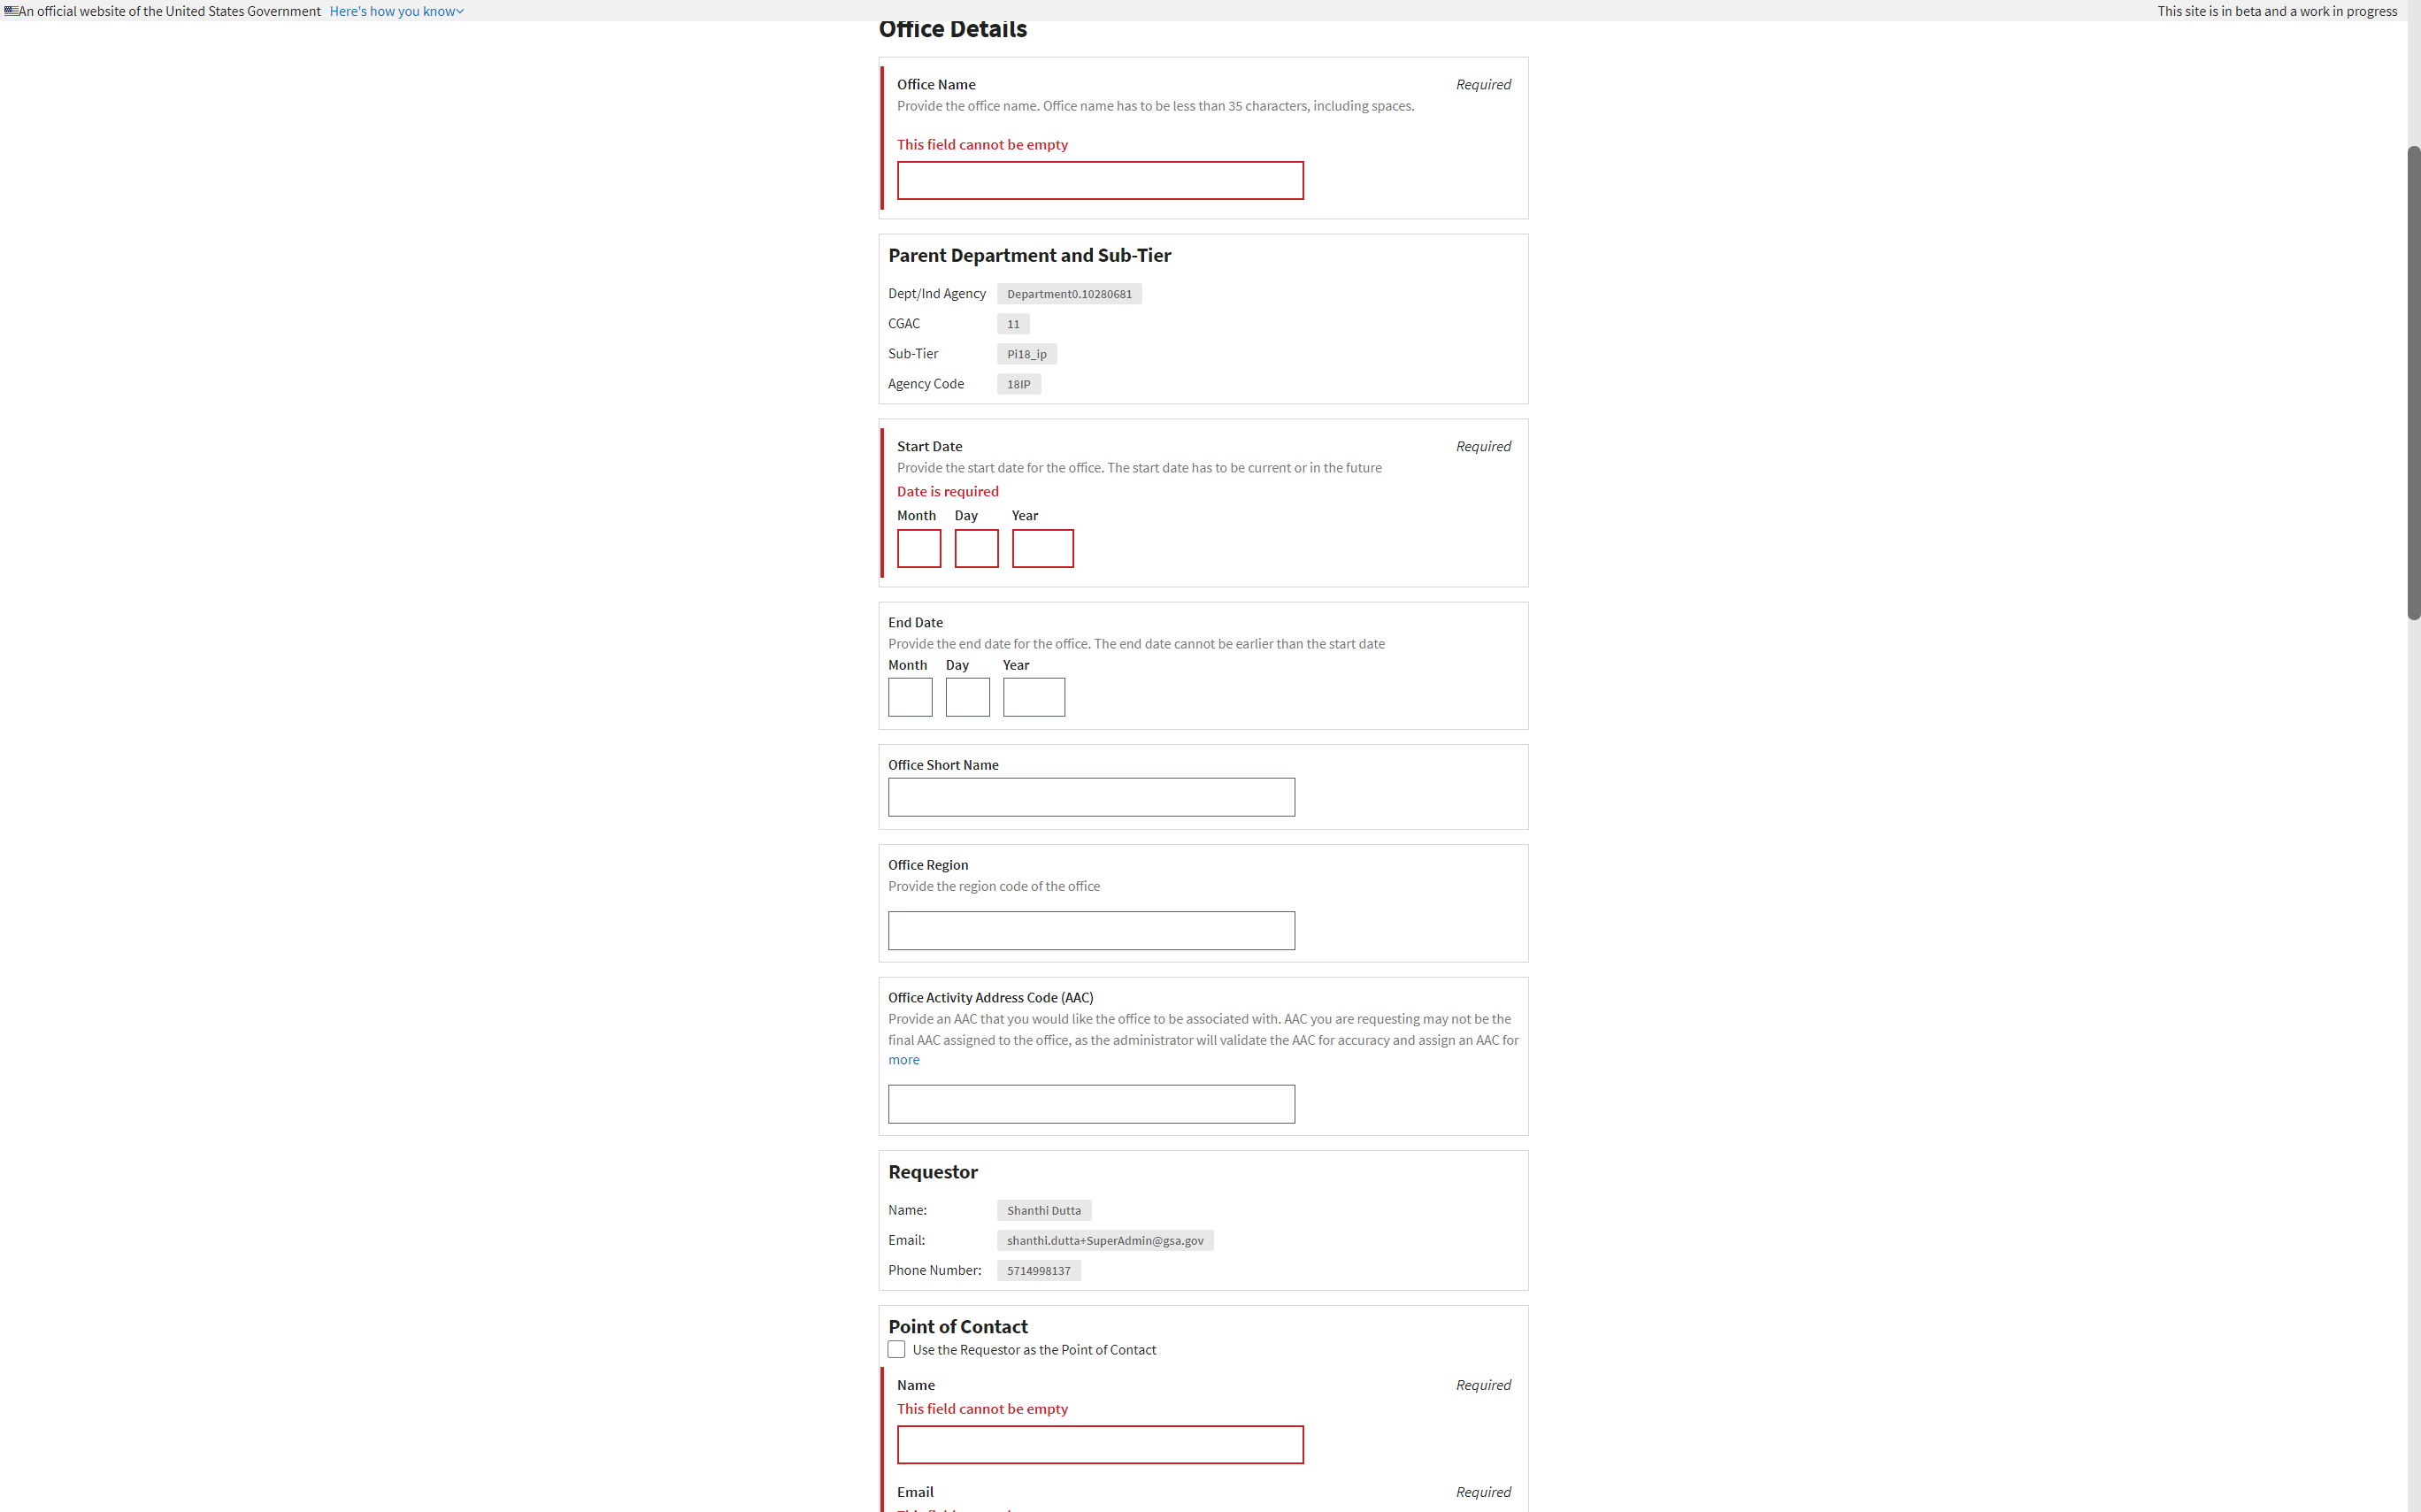 An official website of the United States Government Here's how you know
This site is in beta and a work in progress
Office Details
Office Name
Required
Provide the office name. Office name has to be less than 35 characters, including spaces.
This field cannot be empty
Parent Department and Sub-Tier
Dept/Ind Agency Department0.10280681
CGAC 11
Sub-Tier Pi18_ip
Agency Code 18IP
Start Date
Required
Provide the start date for the office. The start date has to be current or in the future
Date is required
Month Day Year
End Date
Provide the end date for the office. The end date cannot be earlier than the start date
Month Day Year
Office Short Name
Office Region
Provide the region code of the office
Office Activity Address Code (AAC)
Provide an AAC that you would like the office to be associated with. AAC you are requesting may not be the
final AAC assigned to the office, as the administrator will validate the AAC for accuracy and assign an AAC for
more
Requestor
Name: Shanthi Dutta
Email: shanthi.dutta+SuperAdmin@gsa.gov
Phone Number: 5714998137
Point of Contact
Use the Requestor as the Point of Contact
Name
Required
This field cannot be empty
Email
Required